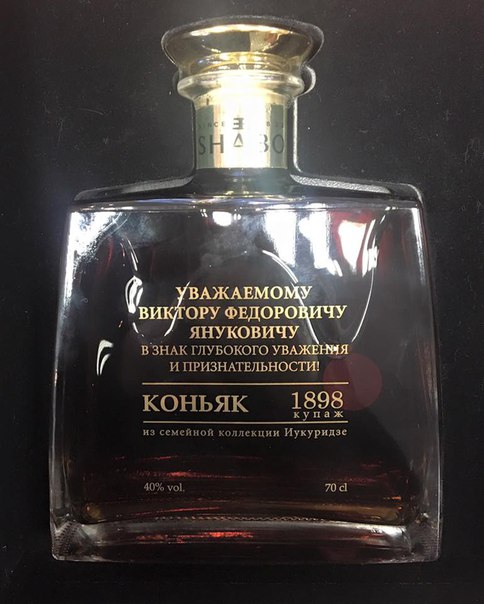 SHABO
УВАЖАЕМОМУ
ВИКТОРУ ФЕДОРОВИЧУ
ЯНУКОВИЧУ
В ЗНАК ГЛУБОКОГО УВАЖЕНИЯ
И ПРИЗНАТЕЛЬНОСТИ!
КОНЬЯК 1898
купаж
из семейной коллекции Иукуридзе
40% vol. 70 cl